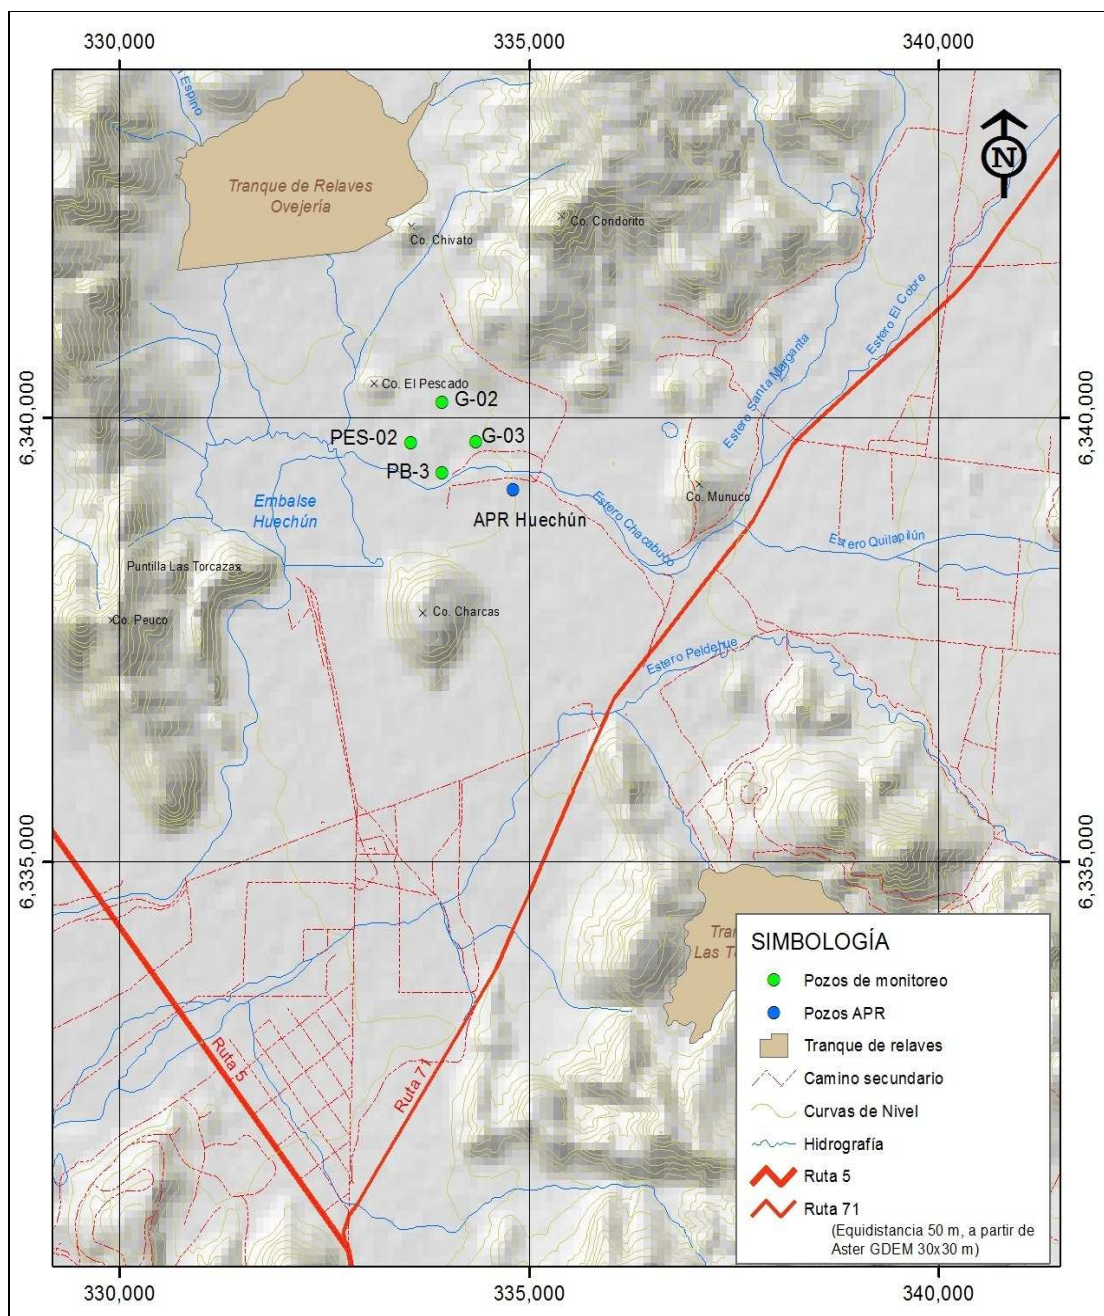 330,000
335,000
340,000
Espino
Tranque de Relaves
Ovejería
N
Co. Condorito
Co. Chivato
Estero El Cobre
Estero Santa Margarita
Co. El Pescado
G-02
6,340,000
6,340,000
PES-02
G-03
PB-3
Embalse
Huechún
APR Huechún
Co. Munuco
Estero Chacabuco
Estero Quilapilún
Puntilla Las Torcazas
Co. Peuco
Co. Charcas
Estero Peldehue
6,335,000
6,335,000
Ruta 5
Ruta 71
Tran
Las T
SIMBOLOGÍA
Pozos de monitoreo
Pozos APR
Tranque de relaves
Camino secundario
Curvas de Nivel
Hidrografía
Ruta 5
Ruta 71
(Equidistancia 50 m, a partir de
Aster GDEM 30x30 m)
330,000
335,000
340,000